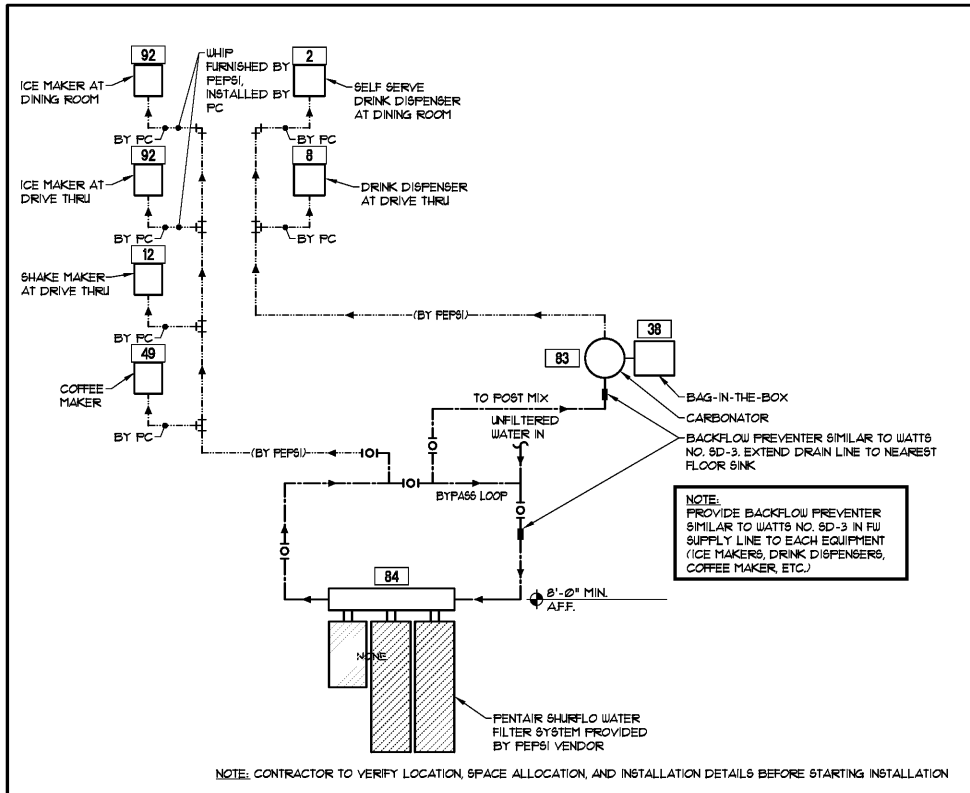 92
ICE MAKER AT
DINING ROOM
BY PC
WHIP
FURNISHED BY
PEPSI,
INSTALLED BY
PC
2
SELF SERVE
DRINK DISPENSER
AT DINING ROOM
BY PC
92
ICE MAKER AT
DRIVE THRU
BY PC
8
DRINK DISPENSER
AT DRIVE THRU
BY PC
12
SHAKE MAKER
AT DRIVE THRU
BY PC
49
COFFEE
MAKER
BY PC
(BY PEPSI)
83
38
BAG-IN-THE-BOX
CARBONATOR
TO POST MIX
UNFILTERED
WATER IN
BACKFLOW PREVENTER SIMILAR TO WATTS
NO. SD-3. EXTEND DRAIN LINE TO NEAREST
FLOOR SINK
(BY PEPSI)
BYPASS LOOP
NOTE:
PROVIDE BACKFLOW PREVENTER
SIMILAR TO WATTS NO. SD-3 IN FW
SUPPLY LINE TO EACH EQUIPMENT
(ICE MAKERS, DRINK DISPENSERS,
COFFEE MAKER, ETC.)
84
8'-0" MIN.
A.F.F.
NONE
PENTAIR SHURFLO WATER
FILTER SYSTEM PROVIDED
BY PEPSI VENDOR
NOTE: CONTRACTOR TO VERIFY LOCATION, SPACE ALLOCATION, AND INSTALLATION DETAILS BEFORE STARTING INSTALLATION